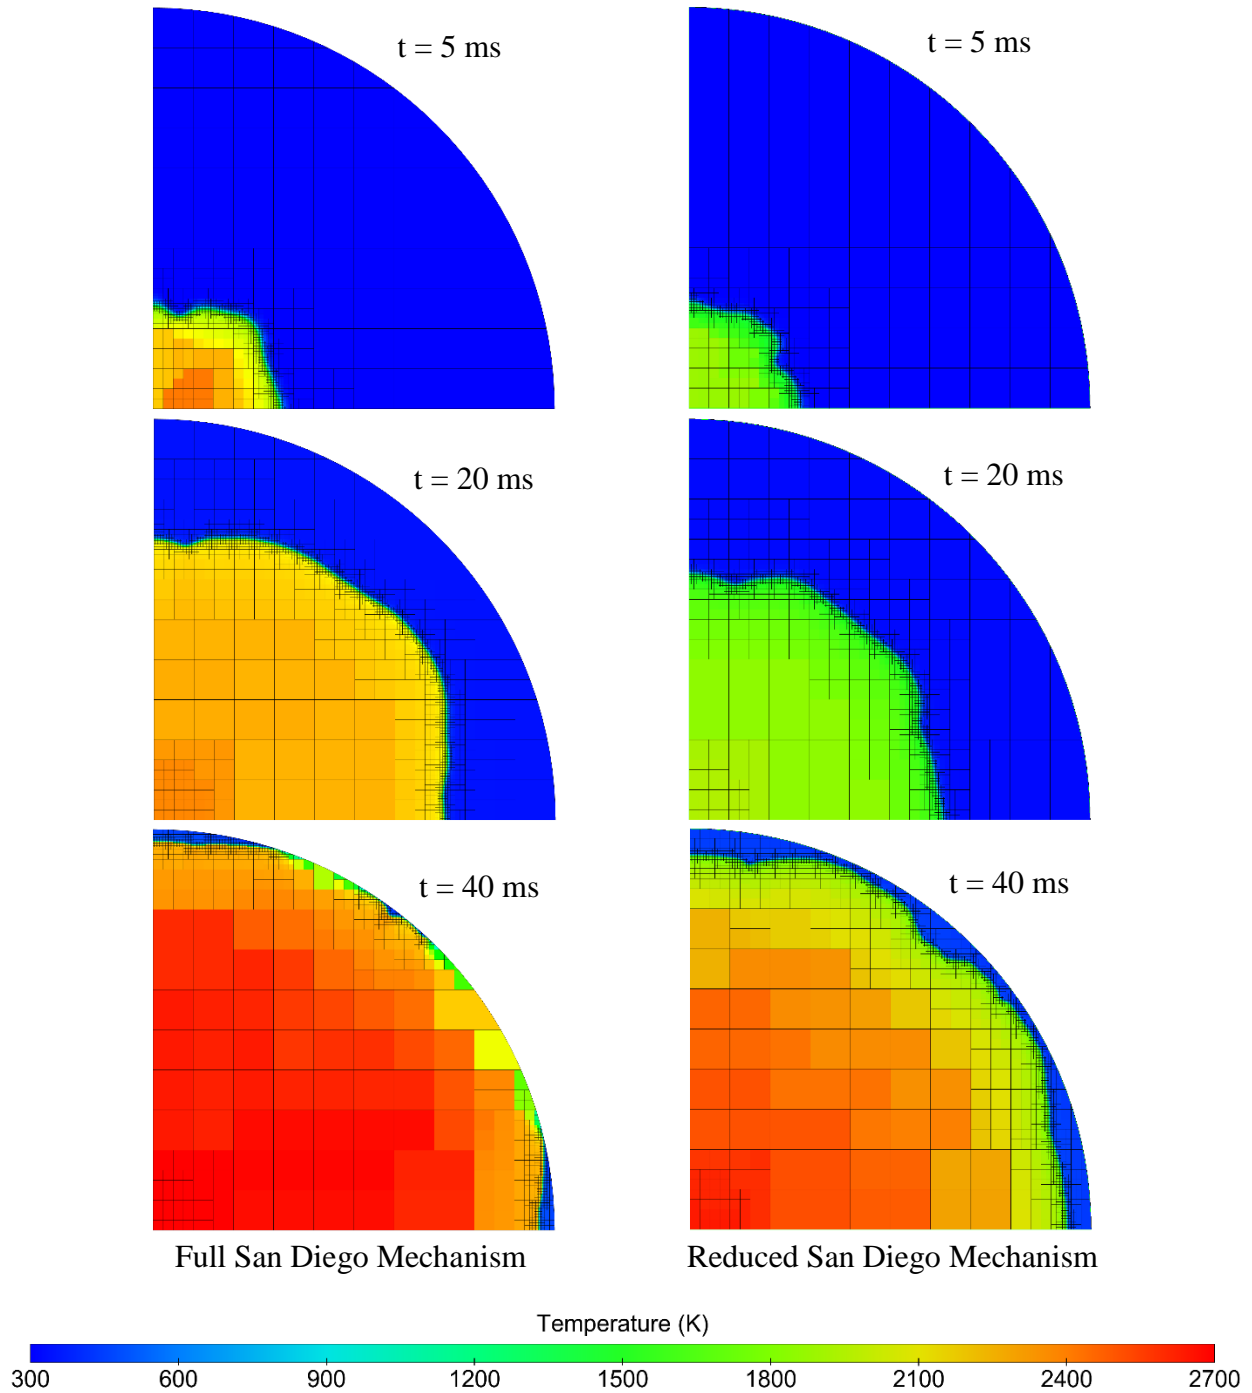 t = 5 ms
t = 5 ms
t = 20 ms
t = 20 ms
t = 40 ms
t = 40 ms
Full San Diego Mechanism
Reduced San Diego Mechanism
Temperature (K)
300 600 900 1200 1500 1800 2100 2400 2700